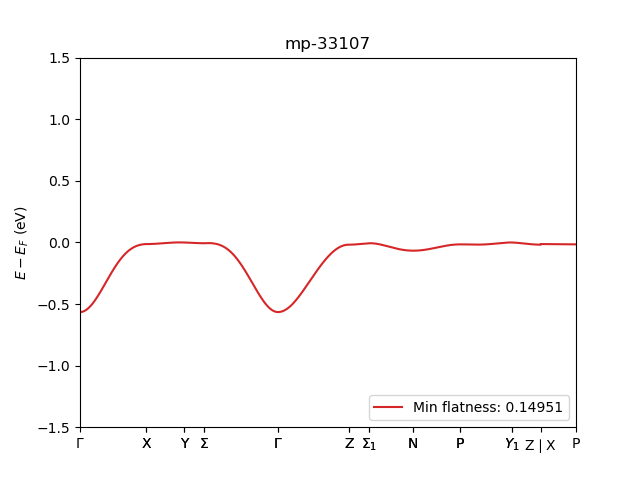 mp-33107
E − E_F (eV)
1.5
1.0
0.5
0.0
−0.5
−1.0
−1.5
Min flatness: 0.14951
Γ X Y Σ Γ Z Σ₁ N P Y₁ Z | X P